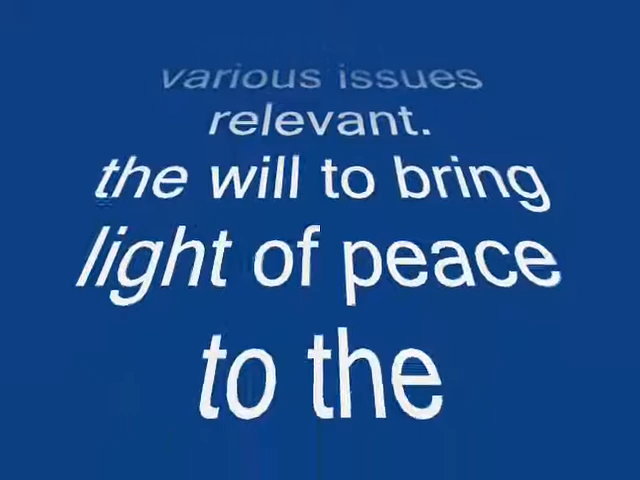 various issues
relevant.
the will to bring
light of peace
to the